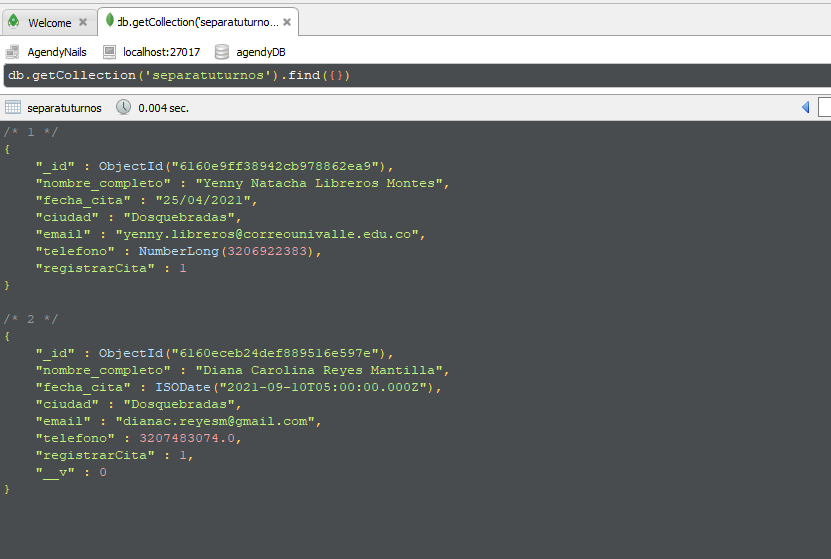 Welcome
db.getCollection('separatuturno...
AgendyNails localhost:27017 agendyDB
db.getCollection('separatuturnos').find({})
separatuturnos 0.004 sec.
/* 1 */
{
"_id" : ObjectId("6160e9ff38942cb978862ea9"),
"nombre_completo" : "Yenny Natacha Libreros Montes",
"fecha_cita" : "25/04/2021",
"ciudad" : "Dosquebradas",
"email" : "yenny.libreros@correounivalle.edu.co",
"telefono" : NumberLong(3206922383),
"registrarCita" : 1
}
/* 2 */
{
"_id" : ObjectId("6160eceb24def889516e597e"),
"nombre_completo" : "Diana Carolina Reyes Mantilla",
"fecha_cita" : ISODate("2021-09-10T05:00:00.000Z"),
"ciudad" : "Dosquebradas",
"email" : "dianac.reyesm@gmail.com",
"telefono" : 3207483074.0,
"registrarCita" : 1,
"__v" : 0
}